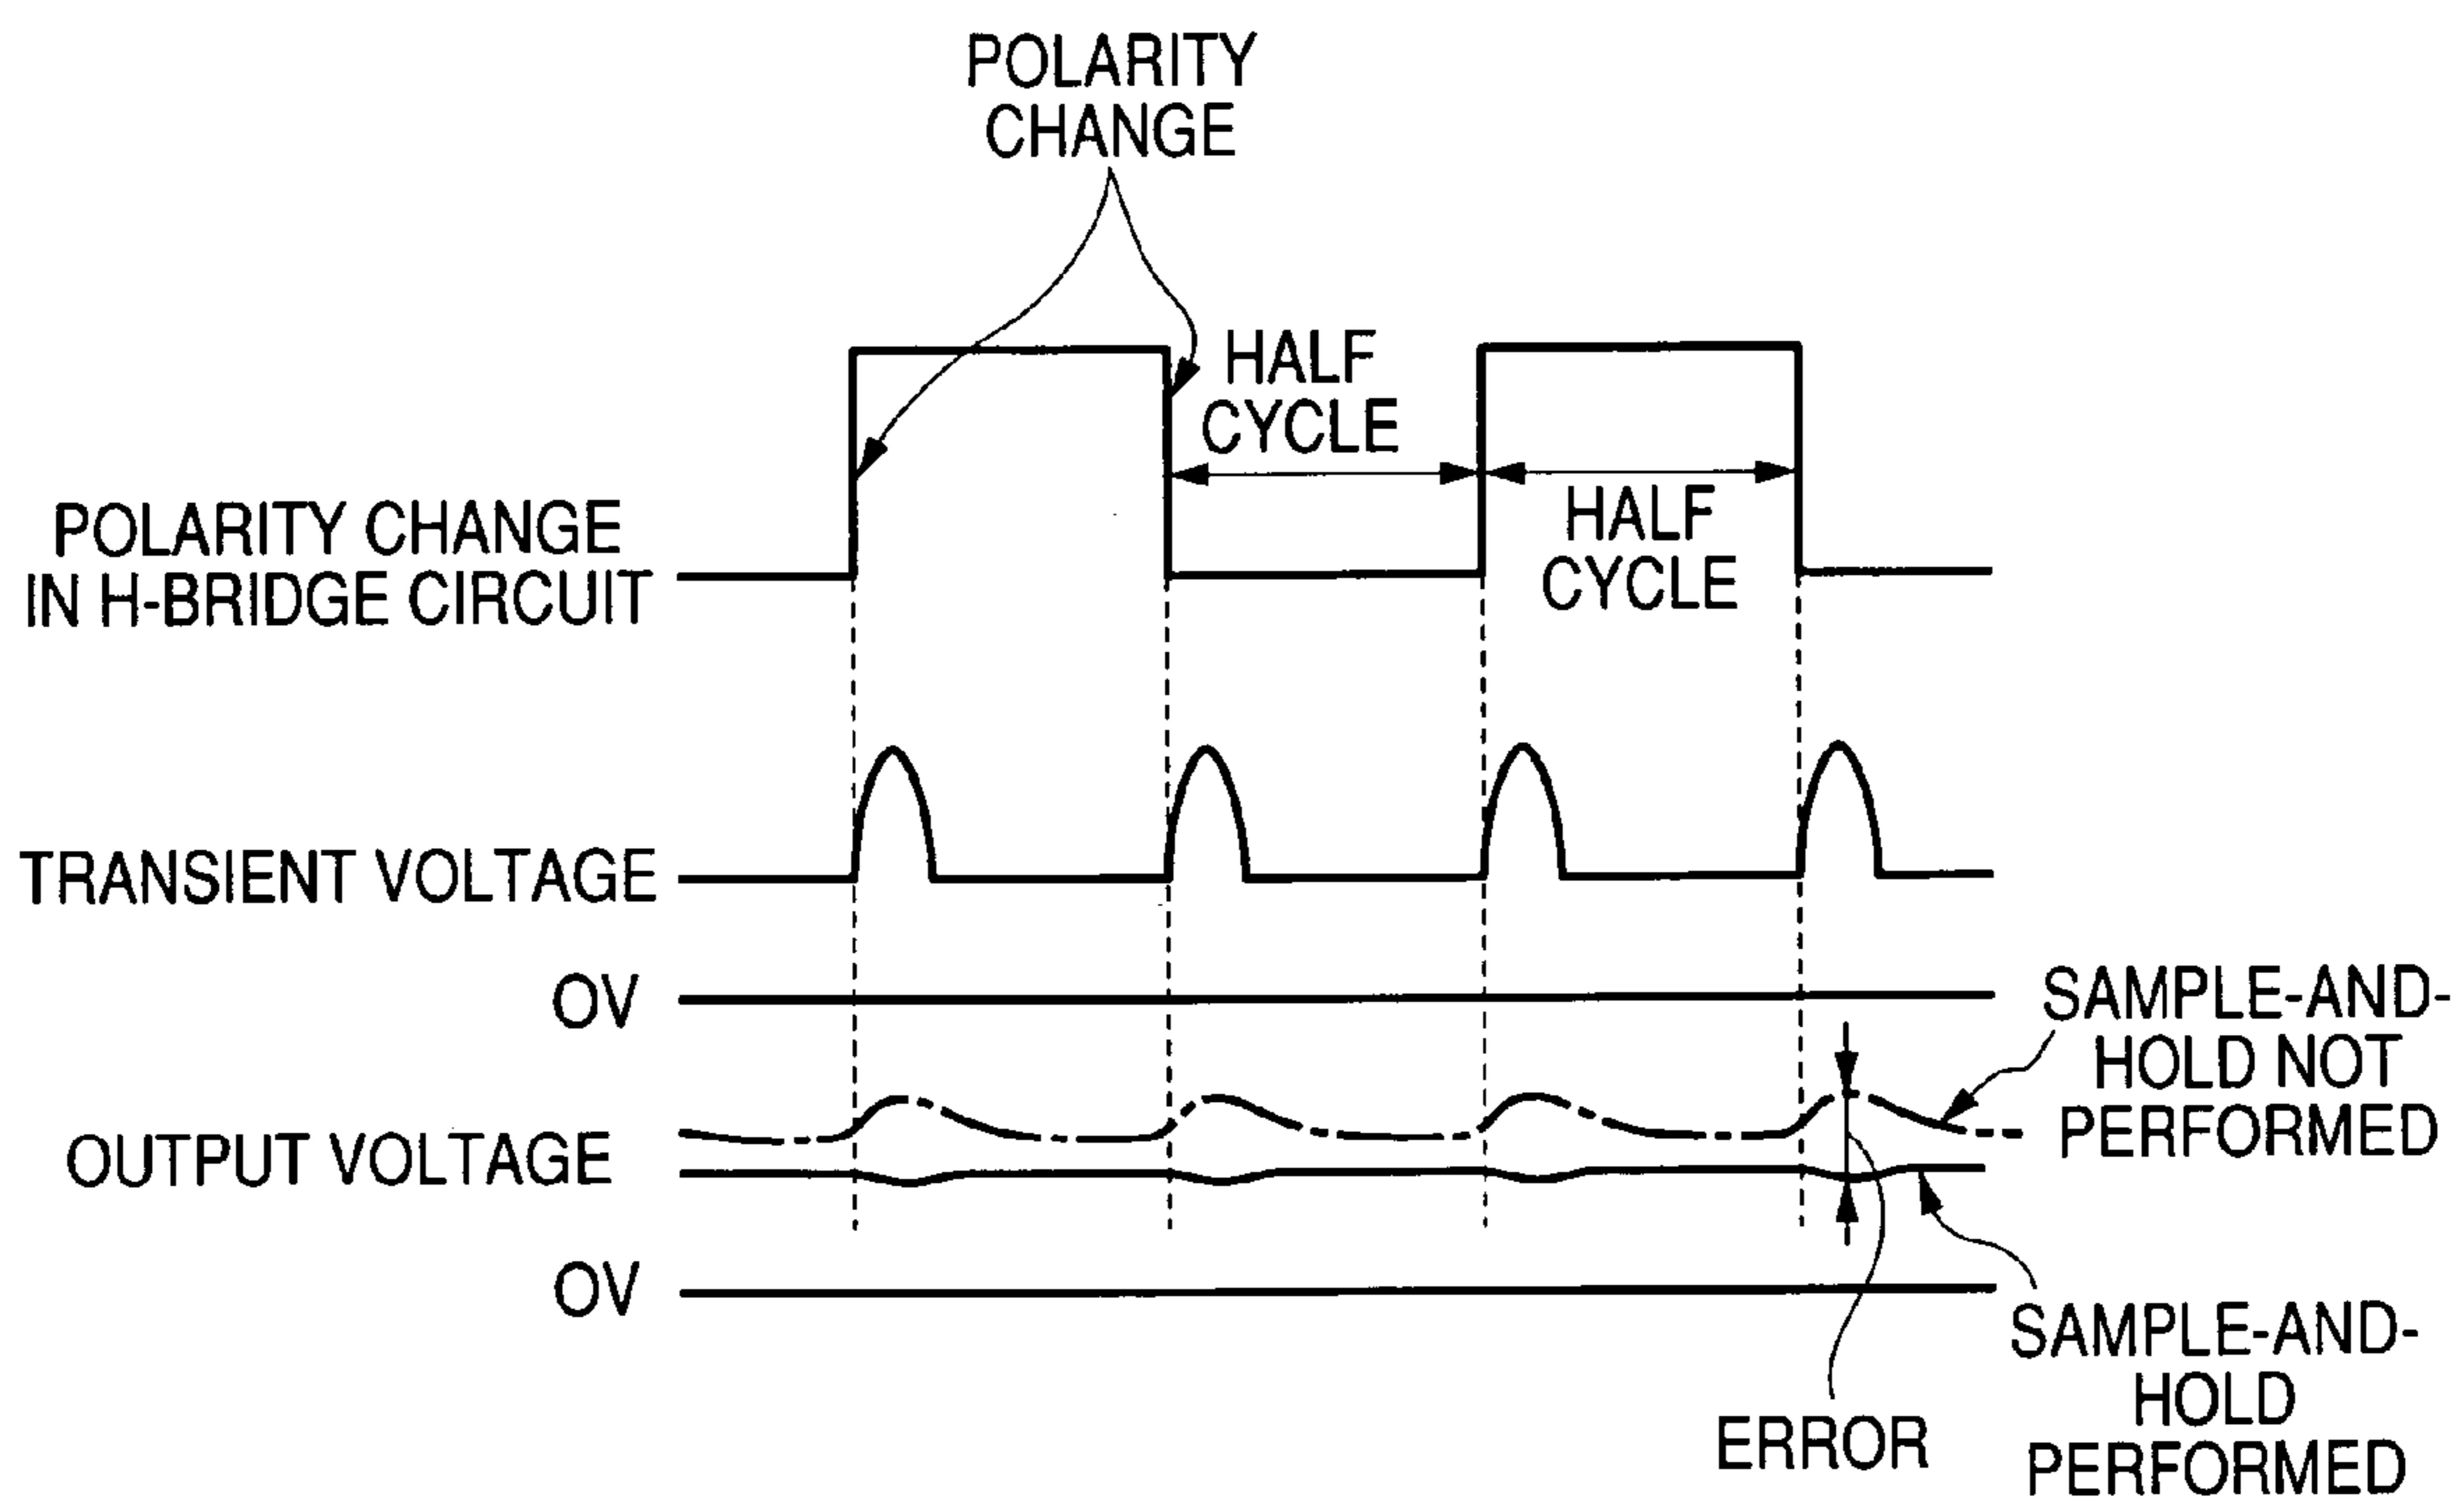 POLARITY
CHANGE
HALF
CYCLE
HALF
CYCLE
POLARITY CHANGE
IN H-BRIDGE CIRCUIT
TRANSIENT VOLTAGE
OV
SAMPLE-AND-
HOLD NOT
PERFORMED
OUTPUT VOLTAGE
OV
SAMPLE-AND-
HOLD
PERFORMED
ERROR